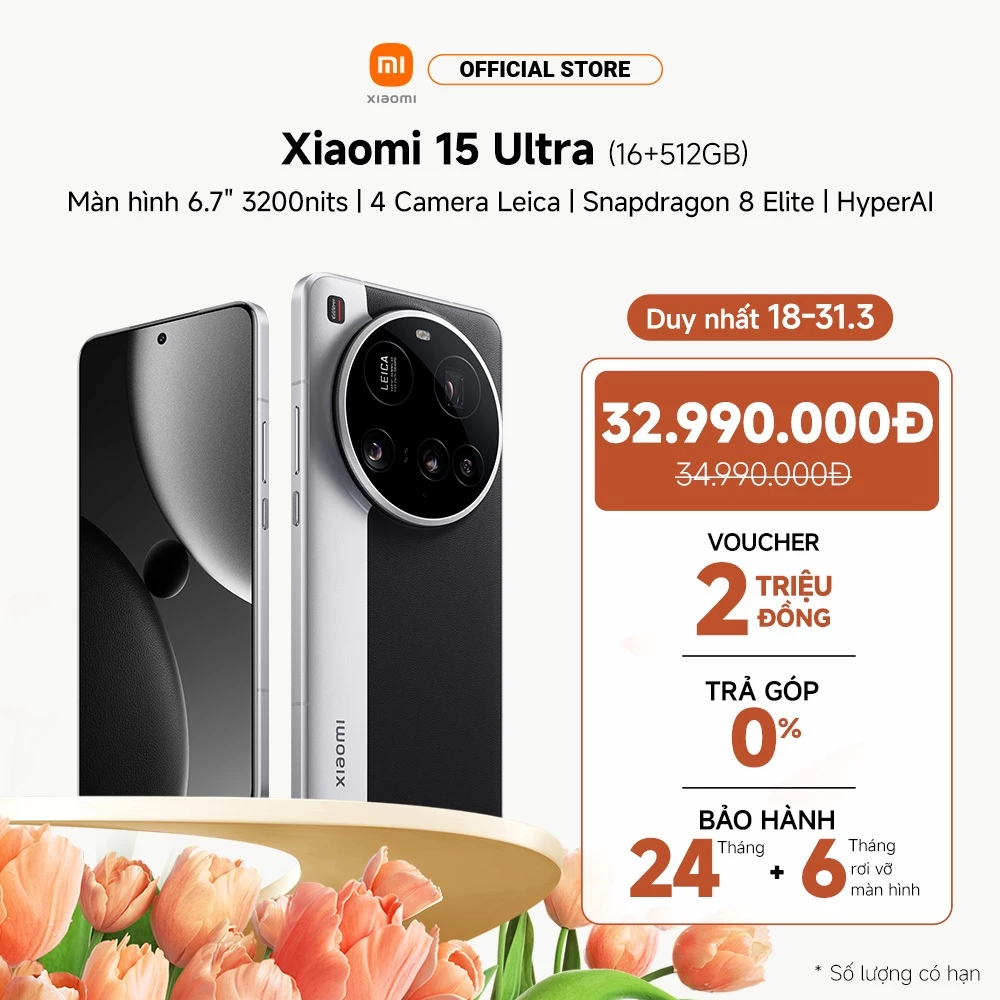 xiaomi
OFFICIAL STORE
Xiaomi 15 Ultra (16+512GB)
Màn hình 6.7" 3200nits | 4 Camera Leica | Snapdragon 8 Elite | HyperAI
LEICA
xiaomi
Duy nhất 18-31.3
32.990.000Đ
34.990.000Đ
VOUCHER
2 TRIỆU
ĐỒNG
TRẢ GÓP
0%
BẢO HÀNH
24 Tháng + 6 Tháng
rơi vỡ
màn hình
* Số lượng có hạn